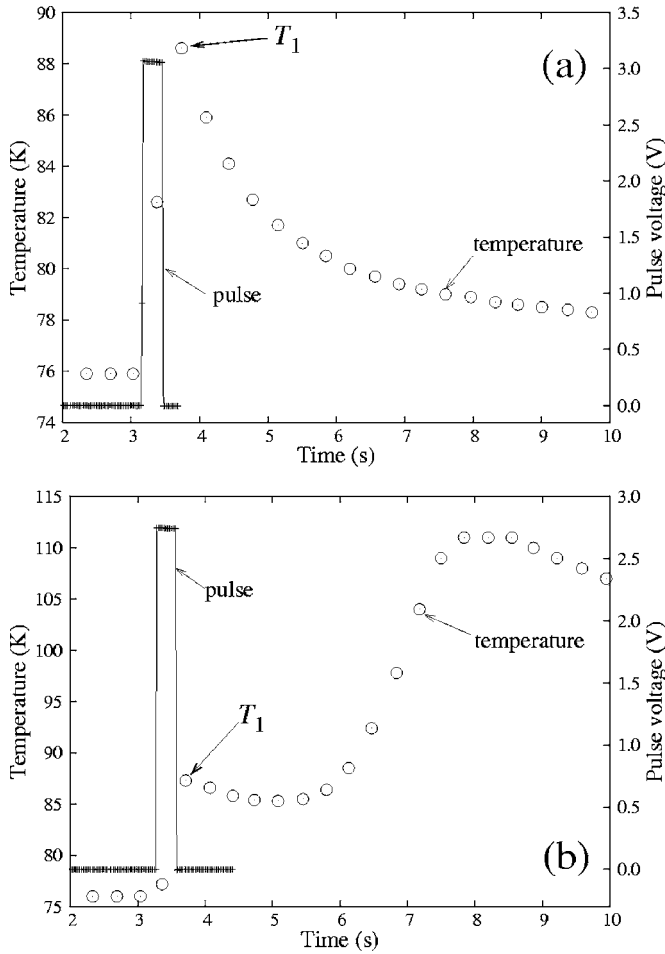 90
88
86
84
82
80
78
76
74
3.5
3.0
2.5
2.0
1.5
1.0
0.5
0.0
Temperature (K)
Pulse voltage (V)
T1
(a)
temperature
pulse
2 3 4 5 6 7 8 9 10
Time (s)
115
110
105
100
95
90
85
80
75
3.0
2.5
2.0
1.5
1.0
0.5
0.0
Temperature (K)
Pulse voltage (V)
pulse
temperature
T1
(b)
2 3 4 5 6 7 8 9 10
Time (s)